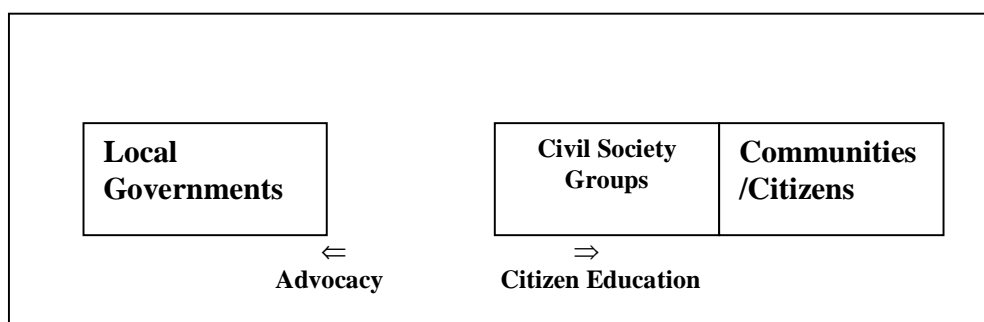 Local
Governments
Civil Society
Groups
Communities
/Citizens
⇐
Advocacy
⇒
Citizen Education